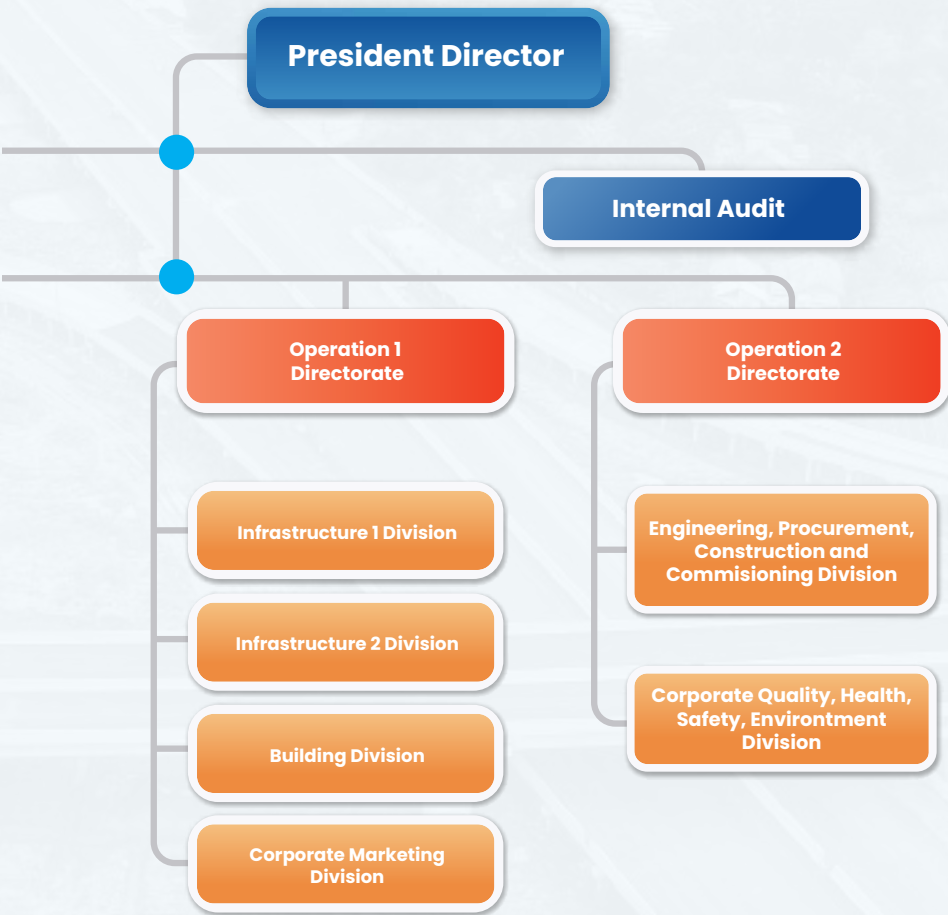 President Director
Internal Audit
Operation 1
Directorate
Operation 2
Directorate
Infrastructure 1 Division
Infrastructure 2 Division
Building Division
Corporate Marketing
Division
Engineering, Procurement,
Construction and
Commisioning Division
Corporate Quality, Health,
Safety, Environtment
Division